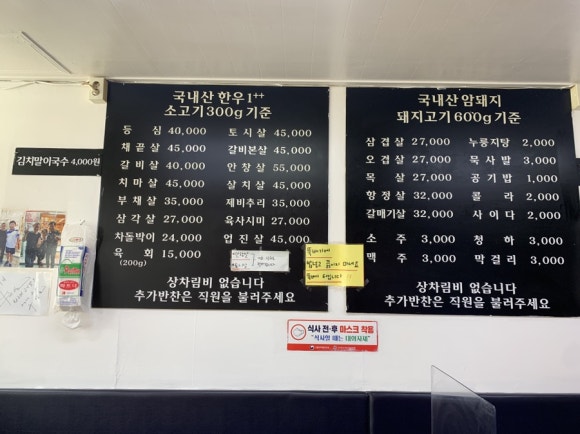 국내산 한우 1++
소고기 300g 기준
등 심 40,000
채끝살 45,000
갈비살 40,000
치마살 45,000
부채살 35,000
삼각살 27,000
차돌박이 24,000
육 회 15,000
(200g)
토시살 45,000
갈비본살 45,000
안창살 55,000
살치살 45,000
제비추리 35,000
육사시미 27,000
업진살 45,000
상차림비 없습니다
추가반찬은 직원을 불러주세요
국내산 암돼지
돼지고기 600g 기준
삼겹살 27,000
오겹살 27,000
목 살 27,000
항정살 32,000
갈매기살 32,000
소 주 3,000
맥 주 3,000
누룽지탕 2,000
묵사발 3,000
공기밥 1,000
콜 라 2,000
사이다 2,000
청 하 3,000
막걸리 3,000
상차림비 없습니다
추가반찬은 직원을 불러주세요
김치말이국수 4,000원
식사 전·후 마스크 착용
"식사할 때는 대화자제"